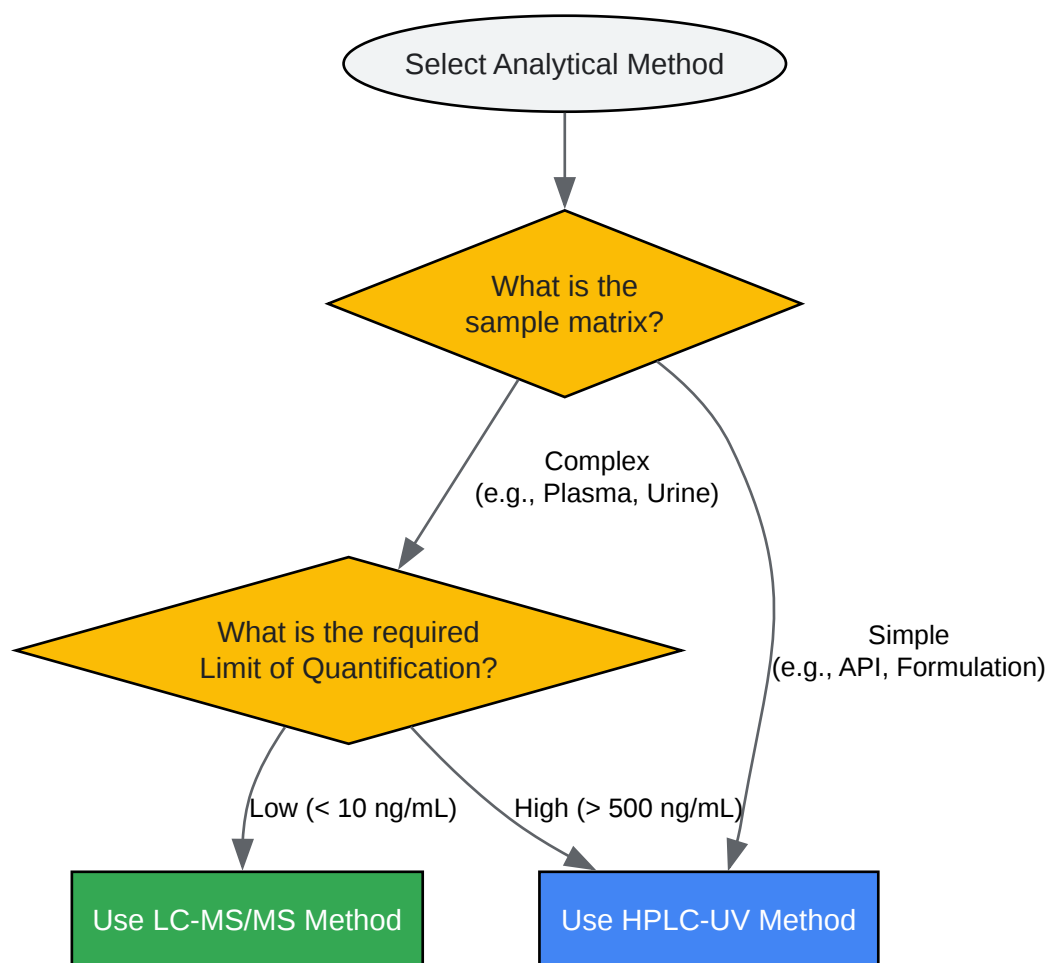 Select Analytical Method
What is the
sample matrix?
Complex
(e.g., Plasma, Urine)
Simple
(e.g., API, Formulation)
What is the required
Limit of Quantification?
Low (< 10 ng/mL)
High (> 500 ng/mL)
Use LC-MS/MS Method
Use HPLC-UV Method